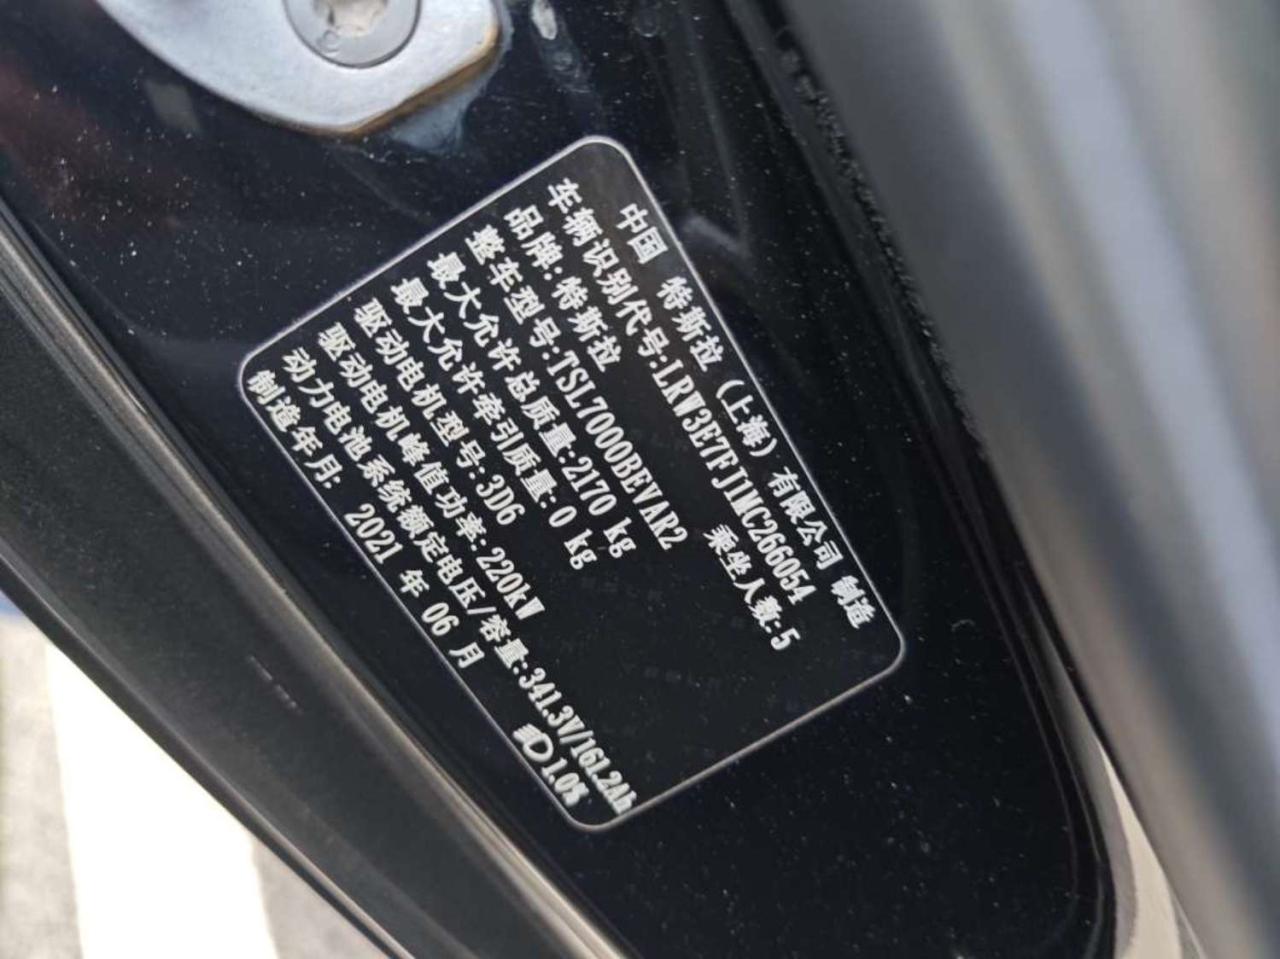 中国 特斯拉（上海）有限公司 制造
车辆识别代号:LRW3E7FJ1MC266054
品牌:特斯拉 乘坐人数:5
整车型号:TSL7000BEVAR2
最大允许总质量:2170 kg
最大允许牵引质量:0 kg
驱动电机型号:3D6
驱动电机峰值功率:220kW
动力电池系统额定电压/容量:341.3V/161.2Ah
制造年月: 2021 年 06 月 1.0%